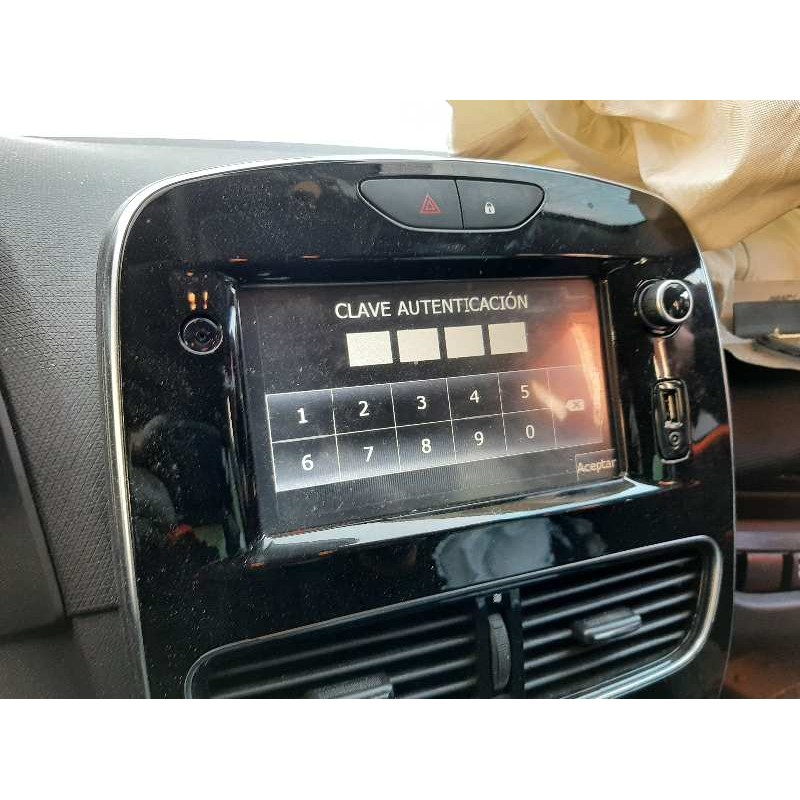 CLAVE AUTENTICACIÓN
1 2 3 4 5
6 7 8 9 0
Aceptar